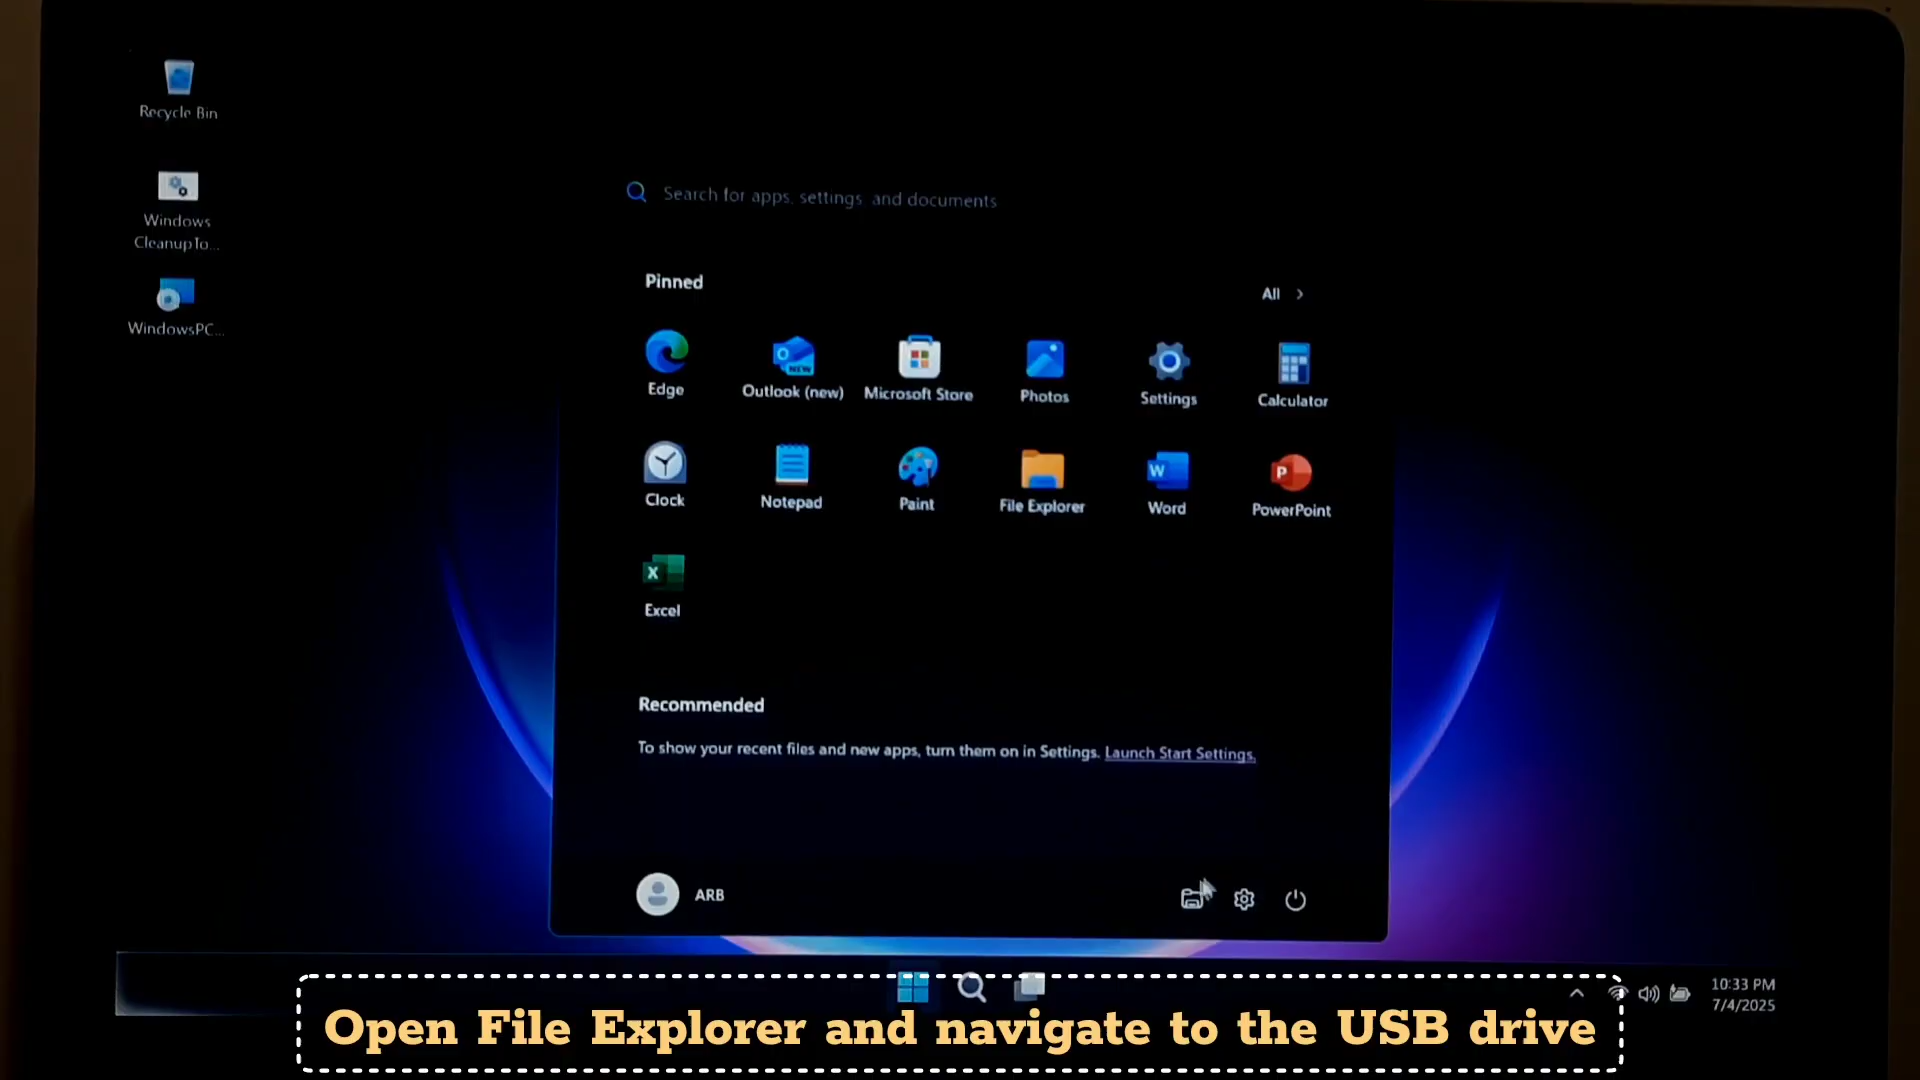 Recycle Bin
Windows
CleanupTo...
WindowsPC...
Search for apps, settings, and documents
Pinned
All
Edge
Outlook (new)
Microsoft Store
Photos
Settings
Calculator
Clock
Notepad
Paint
File Explorer
Word
PowerPoint
Excel
Recommended
To show your recent files and new apps, turn them on in Settings. Launch Start Settings.
ARB
10:33 PM
7/4/2025
Open File Explorer and navigate to the USB drive